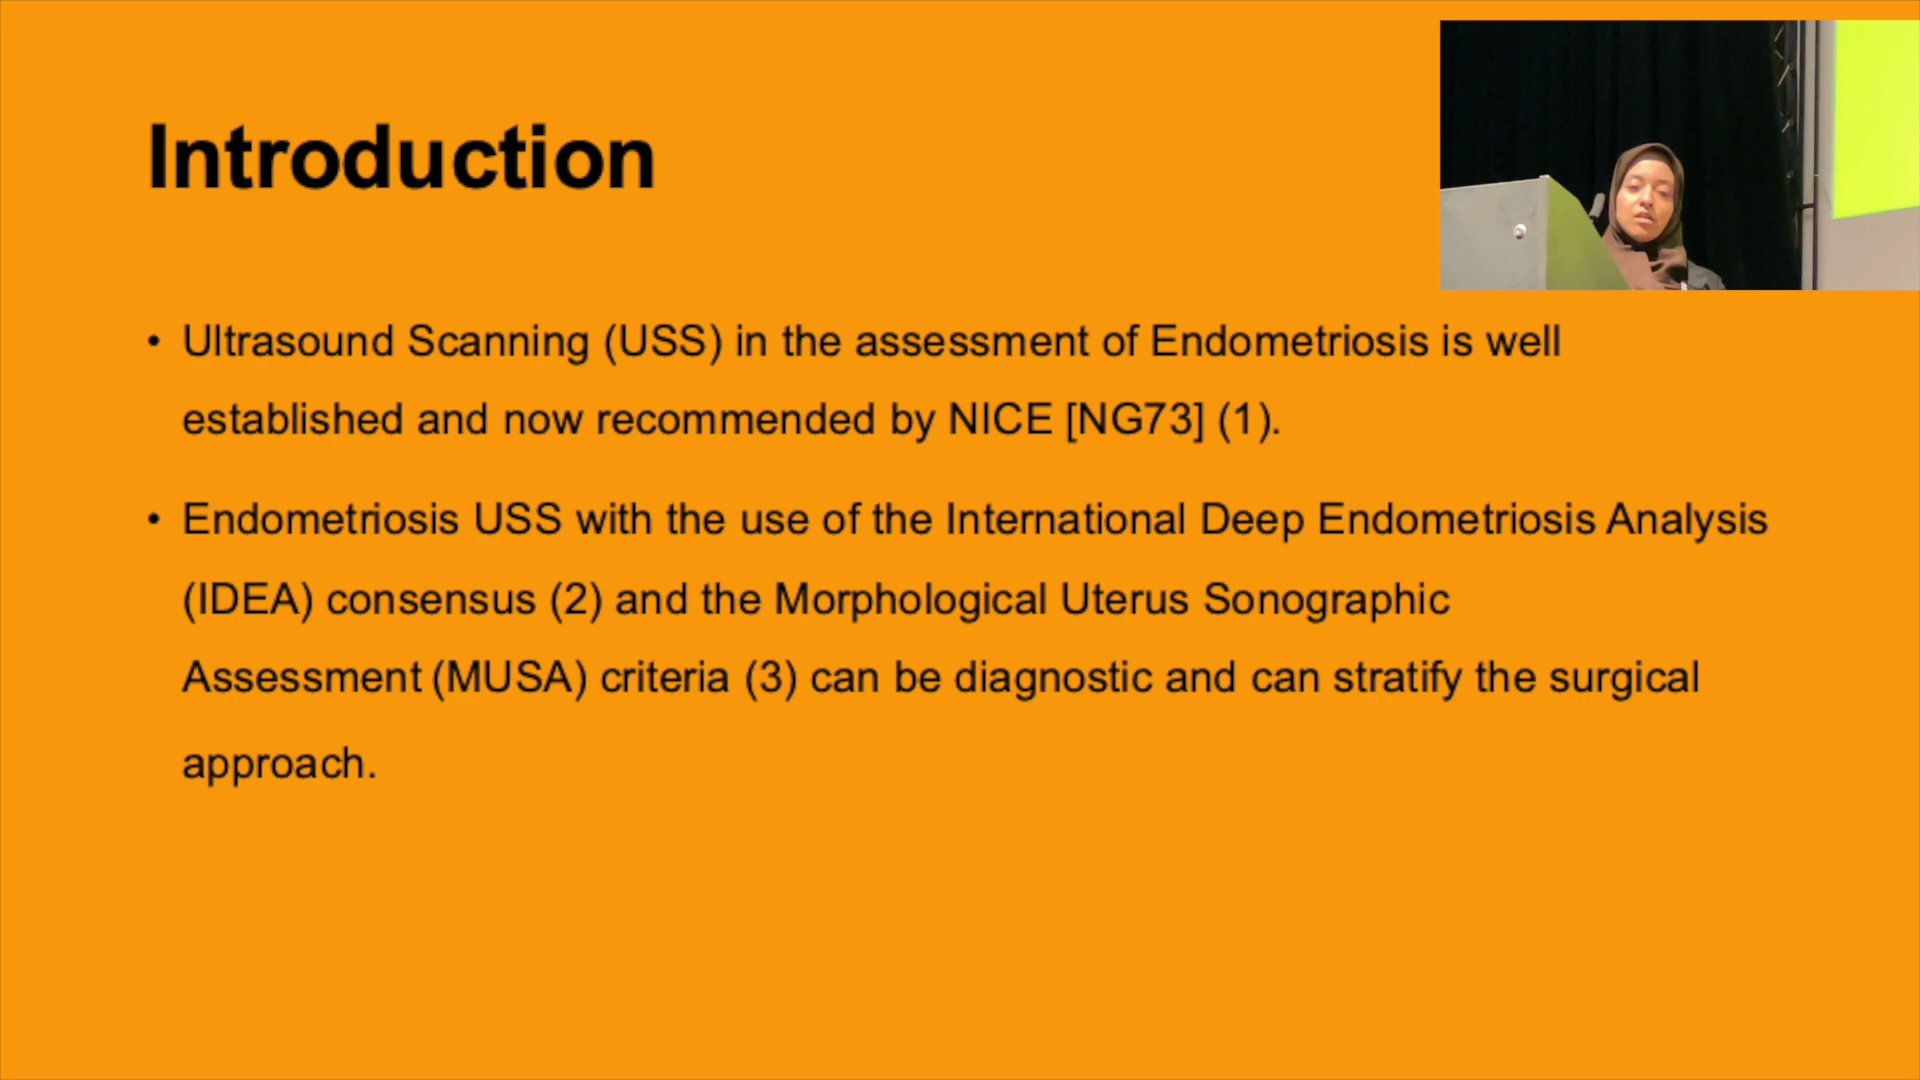 Introduction
• Ultrasound Scanning (USS) in the assessment of Endometriosis is well
established and now recommended by NICE [NG73] (1).
• Endometriosis USS with the use of the International Deep Endometriosis Analysis
(IDEA) consensus (2) and the Morphological Uterus Sonographic
Assessment (MUSA) criteria (3) can be diagnostic and can stratify the surgical
approach.